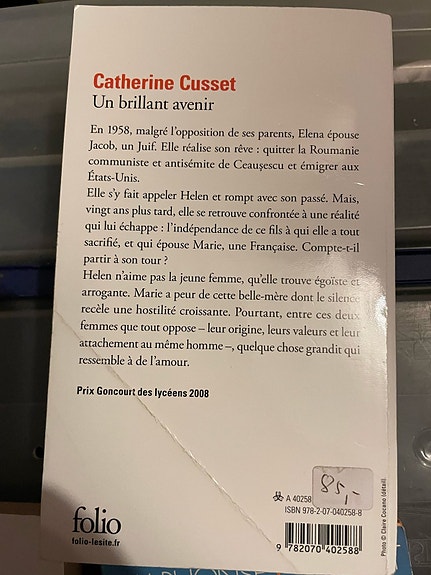 Catherine Cusset
Un brillant avenir
En 1958, malgré l'opposition de ses parents, Elena épouse
Jacob, un Juif. Elle réalise son rêve : quitter la Roumanie
communiste et antisémite de Ceauşescu et émigrer aux
États-Unis.
Elle s'y fait appeler Helen et rompt avec son passé. Mais,
vingt ans plus tard, elle se retrouve confrontée à une réalité
qui lui échappe : l'indépendance de ce fils à qui elle a tout
sacrifié, et qui épouse Marie, une Française. Compte-t-il
partir à son tour ?
Helen n'aime pas la jeune femme, qu'elle trouve égoïste et
arrogante. Marie a peur de cette belle-mère dont le silence
recèle une hostilité croissante. Pourtant, entre ces deux
femmes que tout oppose – leur origine, leurs valeurs et leur
attachement au même homme –, quelque chose grandit qui
ressemble à de l'amour.
Prix Goncourt des lycéens 2008
85,-
A 40258
ISBN 978-2-07-040258-8
9 782070 402588
folio
folio-lesite.fr
Photo © Claire Cocano (détail).